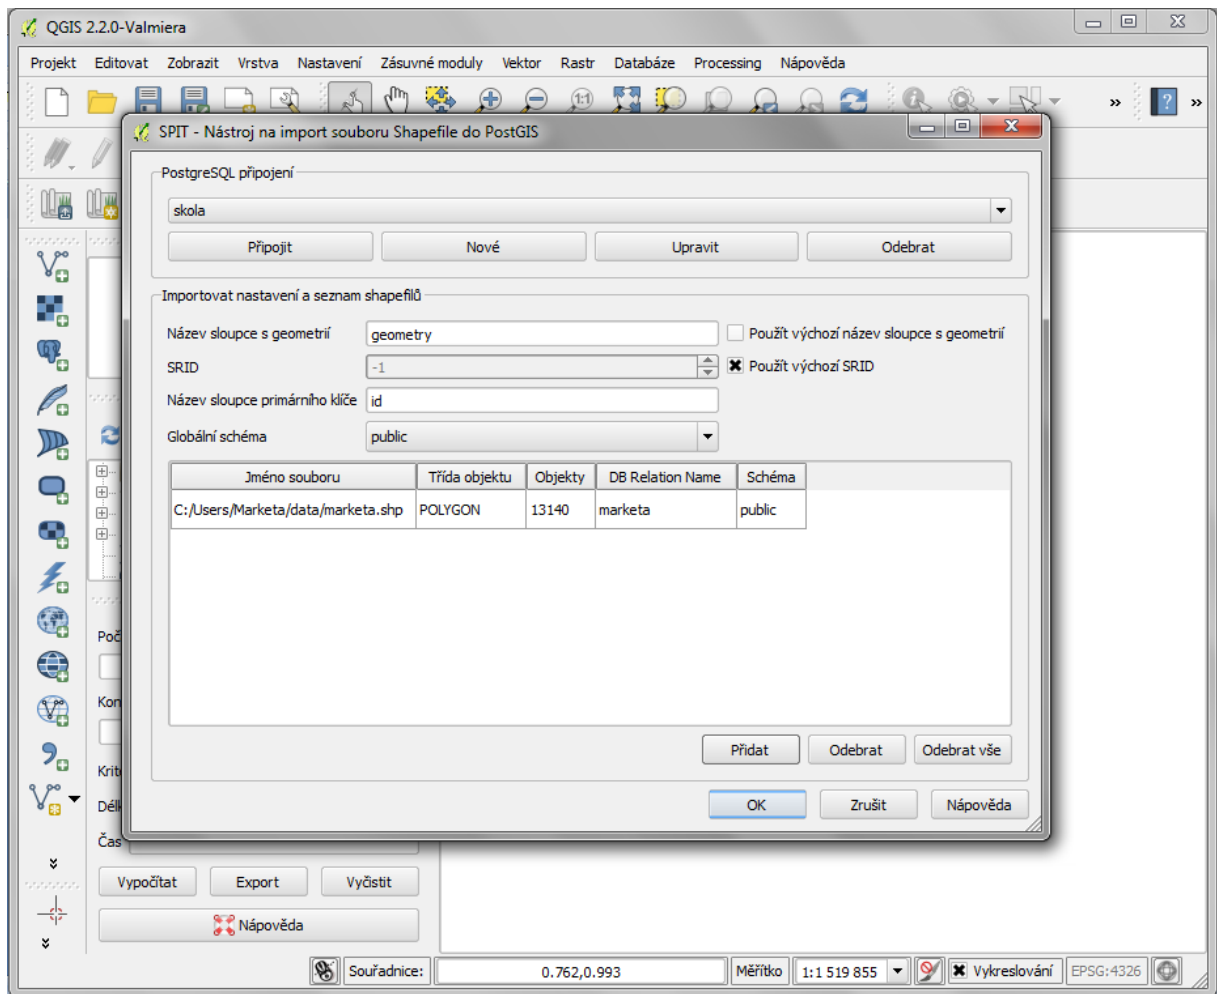 QGIS 2.2.0-Valmiera
Projekt Editovat Zobrazit Vrstva Nastavení Zásuvné moduly Vektor Rastr Databáze Processing Nápověda
SPIT - Nástroj na import souboru Shapefile do PostGIS
PostgreSQL připojení
skola
Připojit Nové Upravit Odebrat
Importovat nastavení a seznam shapefilů
Název sloupce s geometrií geometry Použít výchozí název sloupce s geometrií
SRID -1 Použít výchozí SRID
Název sloupce primárního klíče id
Globální schéma public
Jméno souboru Třída objektu Objekty DB Relation Name Schéma
C:/Users/Marketa/data/marketa.shp POLYGON 13140 marketa public
Poč
Kon
Přidat Odebrat Odebrat vše
Krit
Dél
OK Zrušit Nápověda
Čas
Vypočítat Export Vyčistit
Nápověda
Souřadnice: 0.762,0.993 Měřítko 1:1 519 855 Vykreslování EPSG:4326